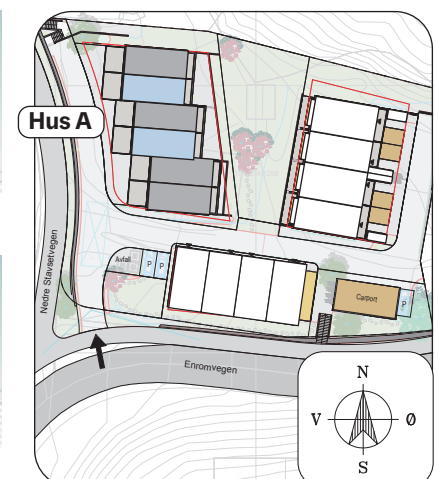 Hus A
Nedre Stavsetvegen
Avfall
P
P
Carport
P
Enromvegen
N
V
Ø
S